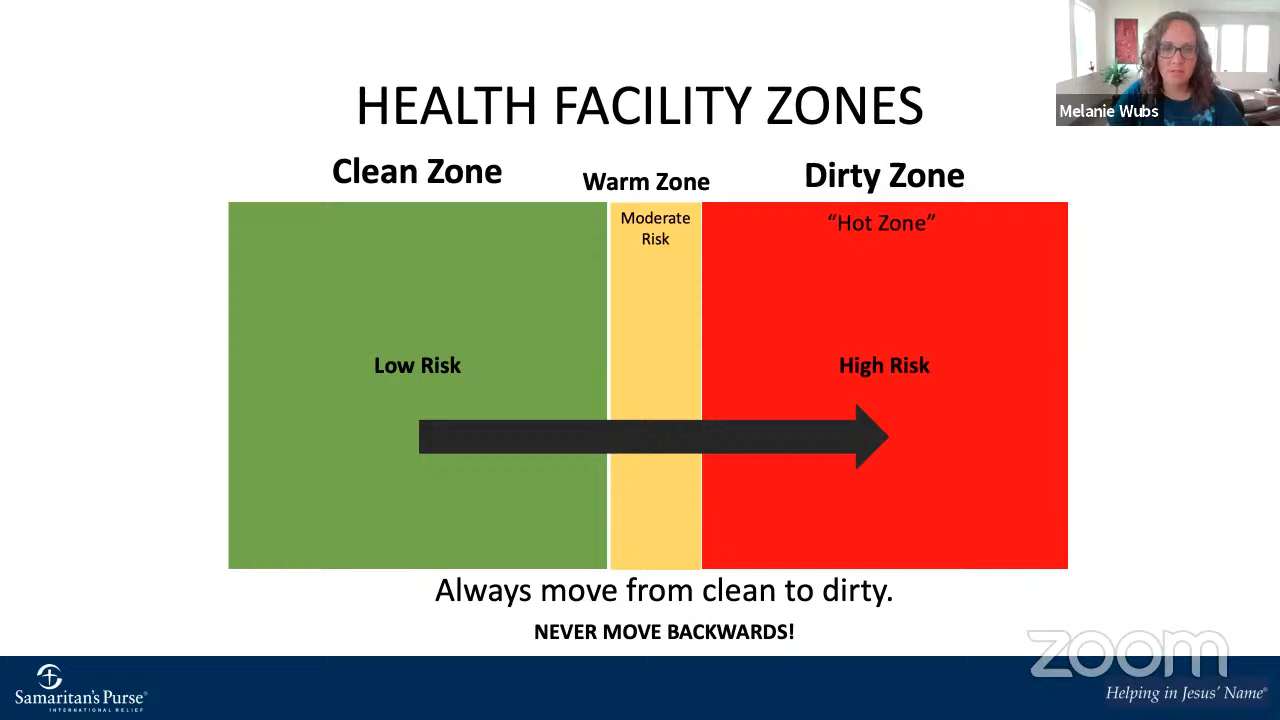 HEALTH FACILITY ZONES
Melanie Wubs
Clean Zone
Warm Zone
Dirty Zone
Moderate
Risk
“Hot Zone”
Low Risk
High Risk
Always move from clean to dirty.
NEVER MOVE BACKWARDS!
zoom
Samaritan's Purse®
INTERNATIONAL RELIEF
Helping in Jesus' Name®